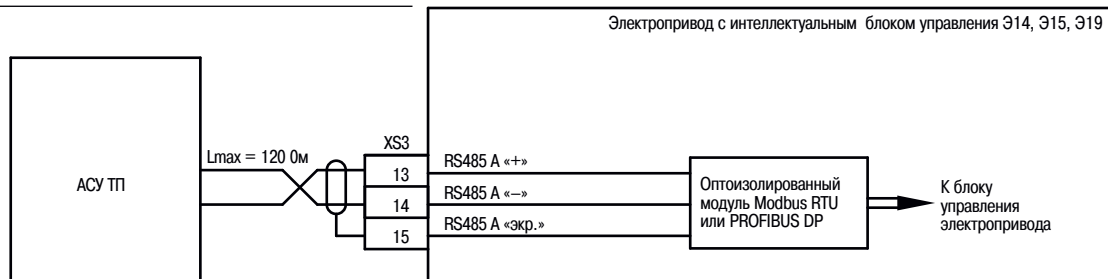 Электропривод с интеллектуальным блоком управления Э14, Э15, Э19
АСУ ТП
Lmax = 120 Ом
XS3
13
14
15
RS485 А «+»
RS485 А «–»
RS485 А «экр.»
Оптоизолированный
модуль Modbus RTU
или PROFIBUS DP
К блоку
управления
электропривода